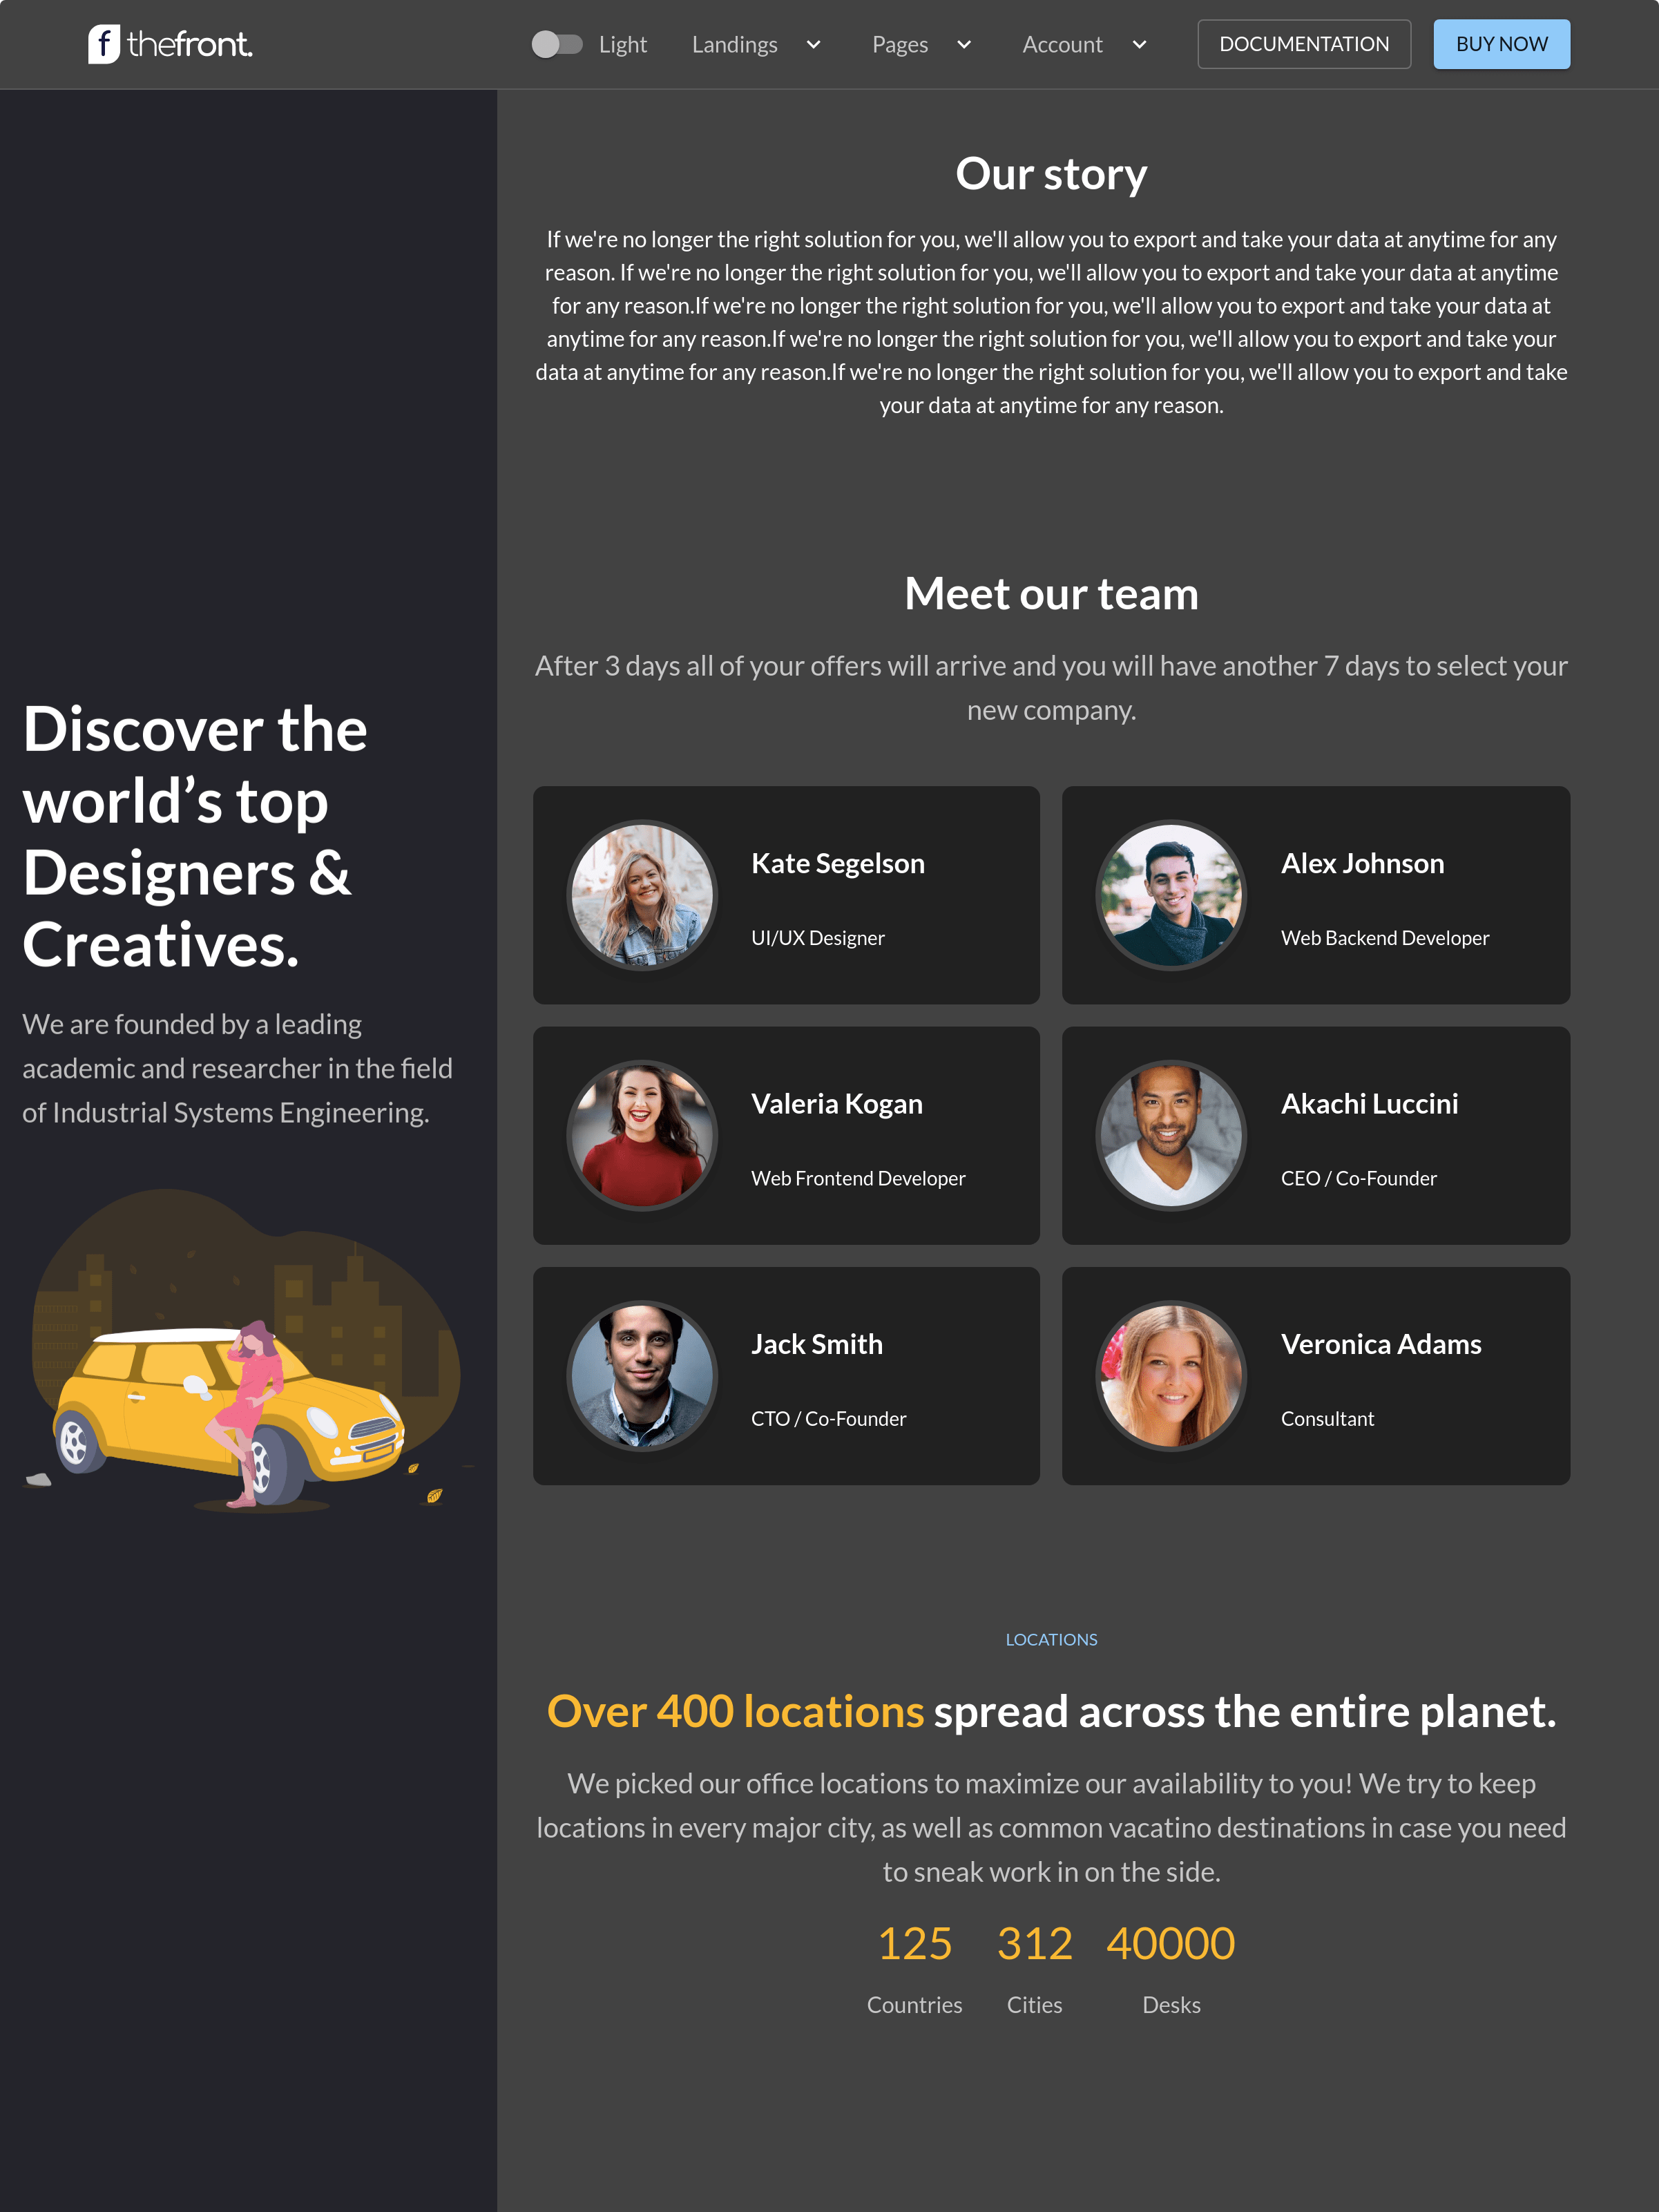 f thefront.
Light
Landings
Pages
Account
DOCUMENTATION
BUY NOW
Discover the
world’s top
Designers &
Creatives.
We are founded by a leading
academic and researcher in the field
of Industrial Systems Engineering.
Our story
If we're no longer the right solution for you, we'll allow you to export and take your data at anytime for any
reason. If we're no longer the right solution for you, we'll allow you to export and take your data at anytime
for any reason.If we're no longer the right solution for you, we'll allow you to export and take your data at
anytime for any reason.If we're no longer the right solution for you, we'll allow you to export and take your
data at anytime for any reason.If we're no longer the right solution for you, we'll allow you to export and take
your data at anytime for any reason.
Meet our team
After 3 days all of your offers will arrive and you will have another 7 days to select your
new company.
Kate Segelson
UI/UX Designer
Alex Johnson
Web Backend Developer
Valeria Kogan
Web Frontend Developer
Akachi Luccini
CEO / Co-Founder
Jack Smith
CTO / Co-Founder
Veronica Adams
Consultant
LOCATIONS
Over 400 locations spread across the entire planet.
We picked our office locations to maximize our availability to you! We try to keep
locations in every major city, as well as common vacatino destinations in case you need
to sneak work in on the side.
125 312 40000
Countries Cities Desks